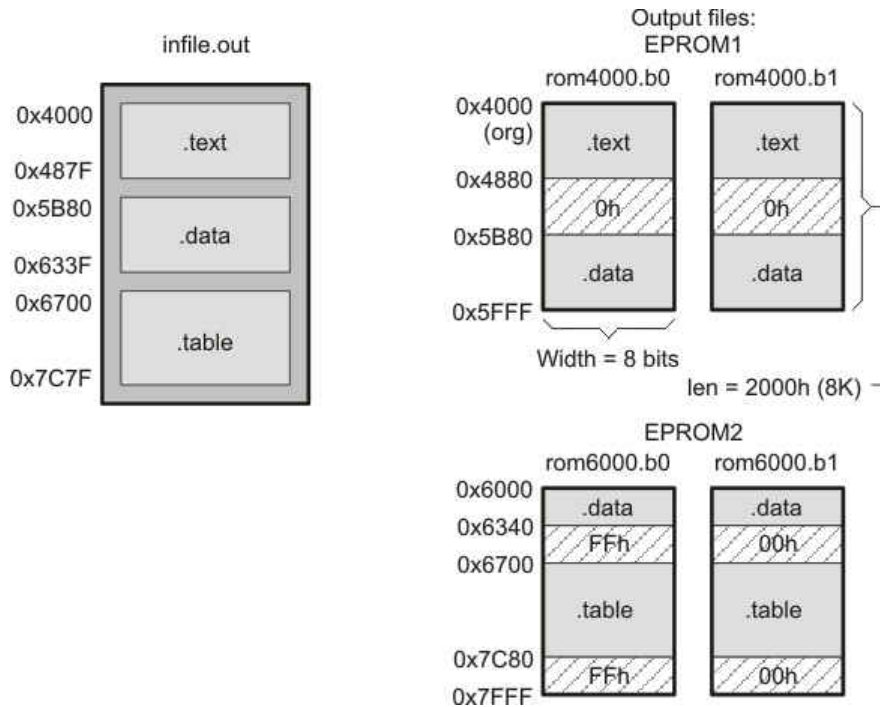 infile.out
0x4000
.text
0x487F
0x5B80
.data
0x633F
0x6700
.table
0x7C7F
Output files:
EPROM1
rom4000.b0 rom4000.b1
0x4000
(org)
.text .text
0x4880
0h 0h
0x5B80
.data .data
0x5FFF
Width = 8 bits
len = 2000h (8K)
EPROM2
rom6000.b0 rom6000.b1
0x6000
.data .data
0x6340
FFh 00h
0x6700
.table .table
0x7C80
FFh 00h
0x7FFF